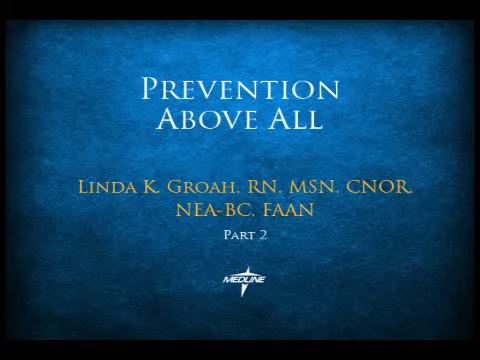 Prevention
Above All
Linda K. Groah, RN, MSN, CNOR,
NEA-BC, FAAN
Part 2
MEDLINE